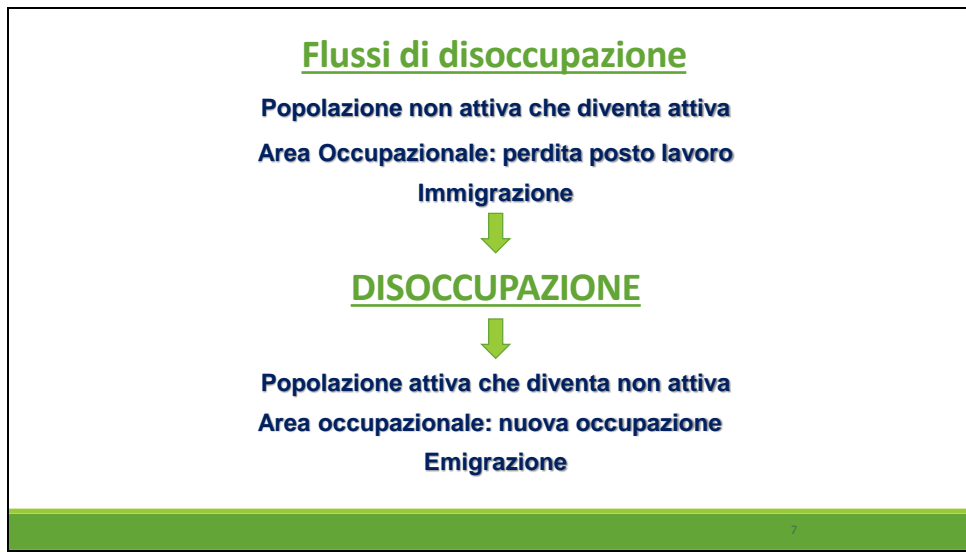 Flussi di disoccupazione
Popolazione non attiva che diventa attiva
Area Occupazionale: perdita posto lavoro
Immigrazione
DISOCCUPAZIONE
Popolazione attiva che diventa non attiva
Area occupazionale: nuova occupazione
Emigrazione
7